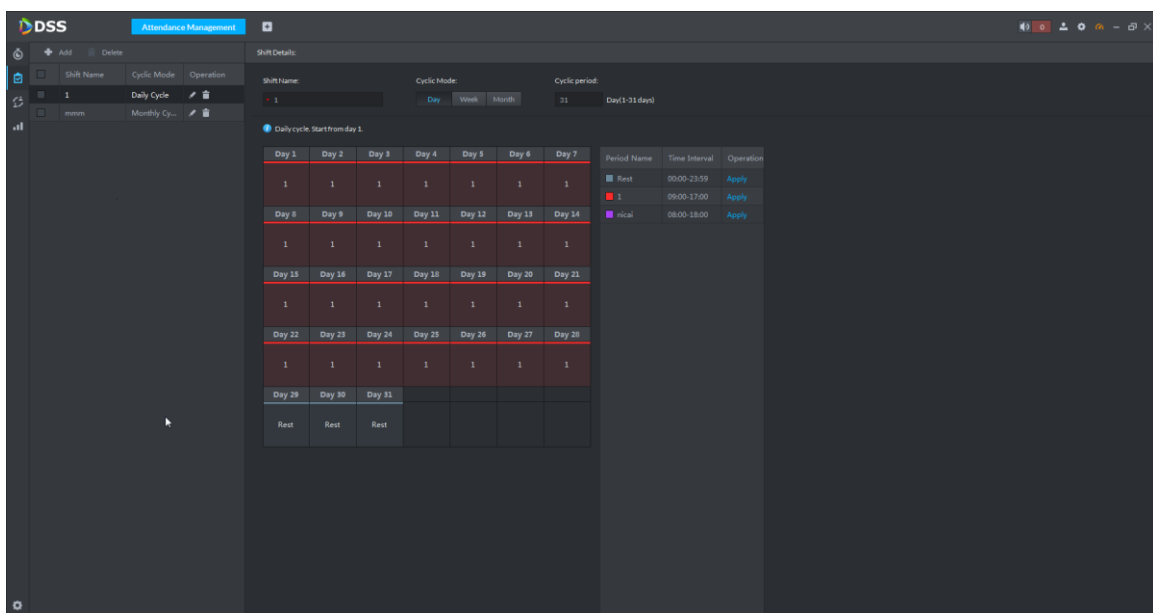 DSS Attendance Management 0
Add Delete Shift Details:
Shift Name Cyclic Mode Operation
1 Daily Cycle
mmm Monthly Cy...
Shift Name: Cyclic Mode: Cyclic period:
* 1 Day Week Month 31 Day(1-31 days)
Daily cycle. Start from day 1.
Day 1 Day 2 Day 3 Day 4 Day 5 Day 6 Day 7
1 1 1 1 1 1 1
Day 8 Day 9 Day 10 Day 11 Day 12 Day 13 Day 14
1 1 1 1 1 1 1
Day 15 Day 16 Day 17 Day 18 Day 19 Day 20 Day 21
1 1 1 1 1 1 1
Day 22 Day 23 Day 24 Day 25 Day 26 Day 27 Day 28
1 1 1 1 1 1 1
Day 29 Day 30 Day 31
Rest Rest Rest
Period Name Time Interval Operation
Rest 00:00-23:59 Apply
1 09:00-17:00 Apply
nicai 08:00-18:00 Apply